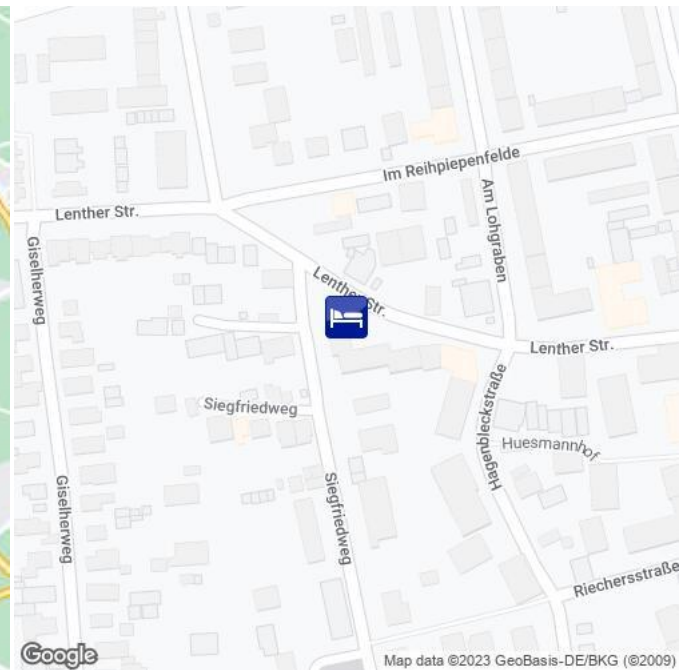 Im Reihpiepenfelde
Lenther Str.
Am Lohgraben
Giselherweg
Lenther Str.
Lenther Str.
Siegfriedweg
Hagenbleckstraße
Huesmannhof
Giselherweg
Siegfriedweg
Riechersstraße
Google
Map data ©2023 GeoBasis-DE/BKG (©2009)